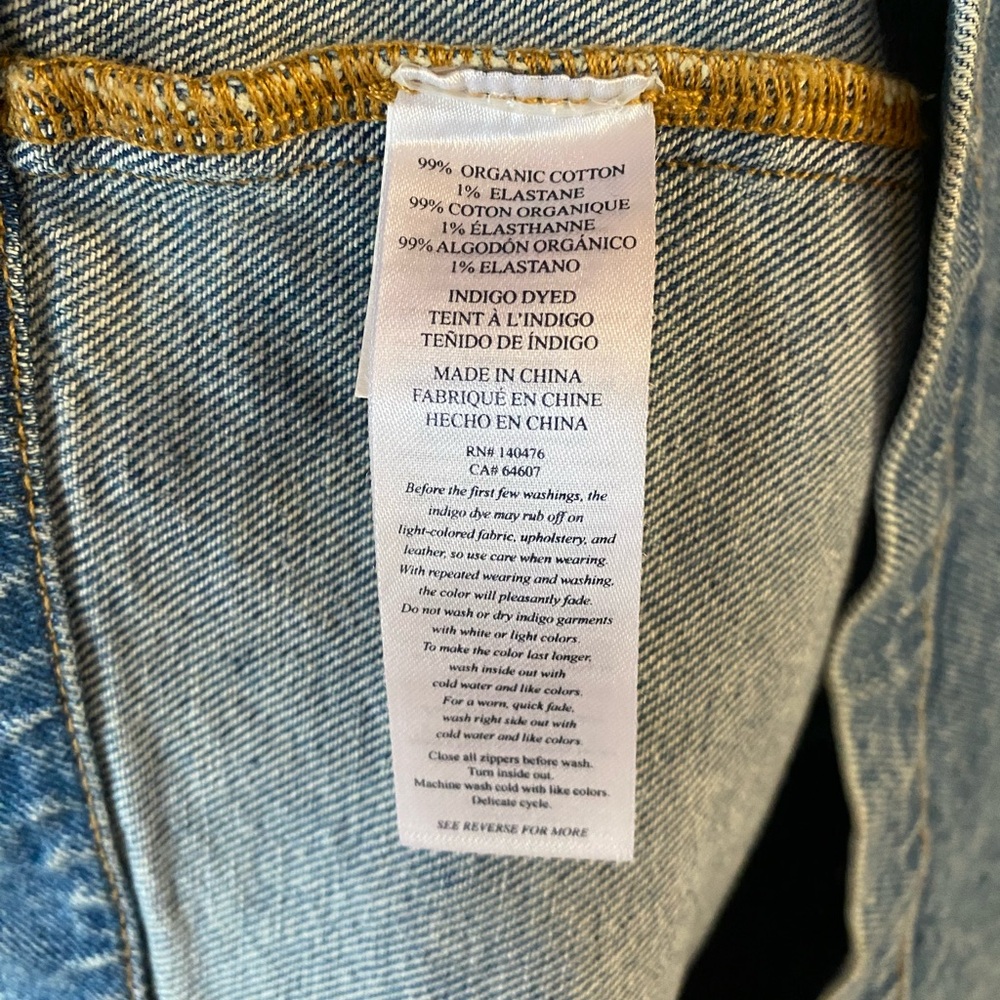 99% ORGANIC COTTON
1% ELASTANE
99% COTON ORGANIQUE
1% ÉLASTHANNE
99% ALGODÓN ORGÁNICO
1% ELASTANO
INDIGO DYED
TEINT À L'INDIGO
TEÑIDO DE ÍNDIGO
MADE IN CHINA
FABRIQUÉ EN CHINE
HECHO EN CHINA
RN# 140476
CA# 64607
Before the first few washings, the
indigo dye may rub off on
light-colored fabric, upholstery, and
leather, so use care when wearing.
With repeated wearing and washing,
the color will pleasantly fade.
Do not wash or dry indigo garments
with white or light colors.
To make the color last longer,
wash inside out with
cold water and like colors.
For a worn, quick fade,
wash right side out with
cold water and like colors.
Close all zippers before wash.
Turn inside out.
Machine wash cold with like colors.
Delicate cycle.
SEE REVERSE FOR MORE